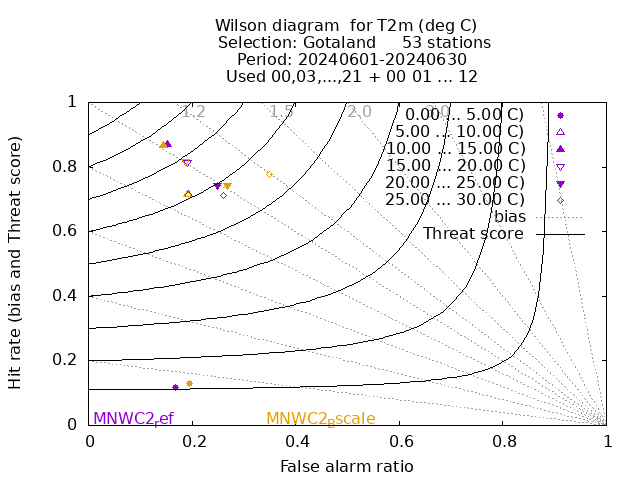 Wilson diagram  for T2m (deg C)
Selection: Gotaland     53 stations
Period: 20240601-20240630
Used 00,03,...,21 + 00 01 ... 12
Hit rate (bias and Threat score)
1
0.8
0.6
0.4
0.2
0
1.2
1.5
2.0
3.0
0.00 ... 5.00 C)
5.00 ... 10.00 C)
10.00 ... 15.00 C)
15.00 ... 20.00 C)
20.00 ... 25.00 C)
25.00 ... 30.00 C)
bias
Threat score
MNWC2ref
MNWC2Bscale
0
0.2
0.4
0.6
0.8
1
False alarm ratio